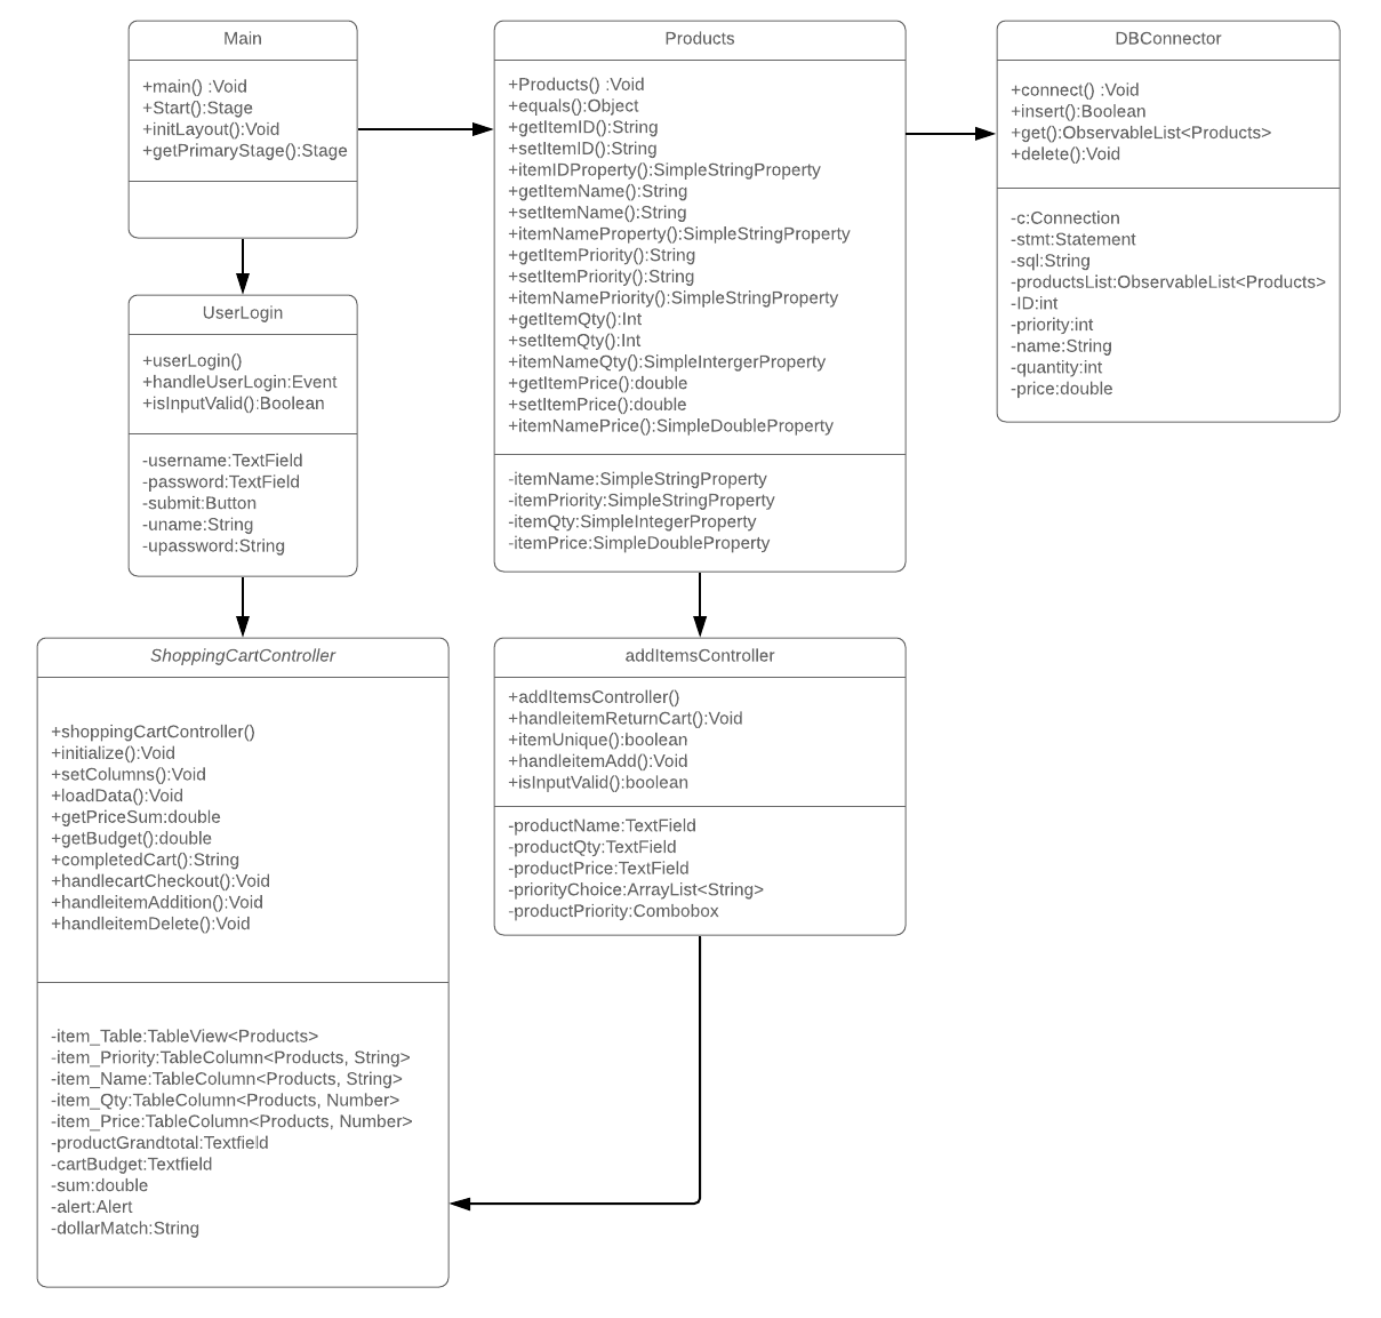 Main
+main() :Void
+Start():Stage
+initLayout():Void
+getPrimaryStage():Stage
Products
+Products() :Void
+equals():Object
+getItemID():String
+setItemID():String
+itemIDProperty():SimpleStringProperty
+getItemName():String
+setItemName():String
+itemNameProperty():SimpleStringProperty
+getItemPriority():String
+setItemPriority():String
+itemNamePriority():SimpleStringProperty
+getItemQty():Int
+setItemQty():Int
+itemNameQty():SimpleIntergerProperty
+getItemPrice():double
+setItemPrice():double
+itemNamePrice():SimpleDoubleProperty
-itemName:SimpleStringProperty
-itemPriority:SimpleStringProperty
-itemQty:SimpleIntegerProperty
-itemPrice:SimpleDoubleProperty
DBConnector
+connect() :Void
+insert():Boolean
+get():ObservableList<Products>
+delete():Void
-c:Connection
-stmt:Statement
-sql:String
-productsList:ObservableList<Products>
-ID:int
-priority:int
-name:String
-quantity:int
-price:double
UserLogin
+userLogin()
+handleUserLogin:Event
+isInputValid():Boolean
-username:TextField
-password:TextField
-submit:Button
-uname:String
-upassword:String
ShoppingCartController
+shoppingCartController()
+initialize():Void
+setColumns():Void
+loadData():Void
+getPriceSum:double
+getBudget():double
+completedCart():String
+handlecartCheckout():Void
+handleitemAddition():Void
+handleitemDelete():Void
-item_Table:TableView<Products>
-item_Priority:TableColumn<Products, String>
-item_Name:TableColumn<Products, String>
-item_Qty:TableColumn<Products, Number>
-item_Price:TableColumn<Products, Number>
-productGrandtotal:Textfield
-cartBudget:Textfield
-sum:double
-alert:Alert
-dollarMatch:String
addItemsController
+addItemsController()
+handleitemReturnCart():Void
+itemUnique():boolean
+handleitemAdd():Void
+isInputValid():boolean
-productName:TextField
-productQty:TextField
-productPrice:TextField
-priorityChoice:ArrayList<String>
-productPriority:Combobox